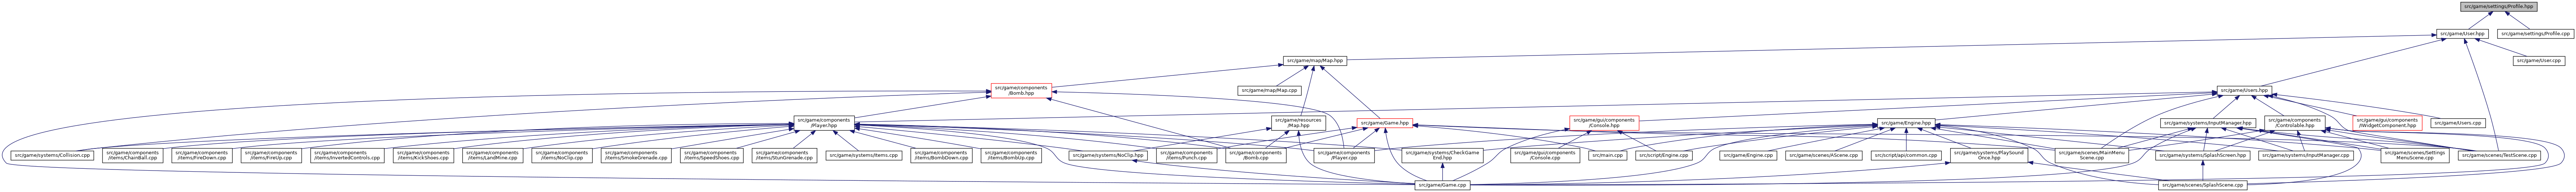 src/game/settings/Profile.hpp
src/game/User.hpp
src/game/settings/Profile.cpp
src/game/map/Map.hpp
src/game/User.cpp
src/game/components
/Bomb.hpp
src/game/map/Map.cpp
src/game/Users.hpp
src/game/components
/Player.hpp
src/game/resources
/Map.hpp
src/game/Game.hpp
src/game/gui/components
/Console.hpp
src/game/Engine.hpp
src/game/systems/InputManager.hpp
src/game/components
/Controlable.hpp
src/game/gui/components
/IWidgetComponent.hpp
src/game/Users.cpp
src/game/systems/Collision.cpp
src/game/components
/items/ChainBall.cpp
src/game/components
/items/FireDown.cpp
src/game/components
/items/FireUp.cpp
src/game/components
/items/InvertedControls.cpp
src/game/components
/items/KickShoes.cpp
src/game/components
/items/LandMine.cpp
src/game/components
/items/NoClip.cpp
src/game/components
/items/SmokeGrenade.cpp
src/game/components
/items/SpeedShoes.cpp
src/game/components
/items/StunGrenade.cpp
src/game/systems/Items.cpp
src/game/components
/items/BombDown.cpp
src/game/components
/items/BombUp.cpp
src/game/systems/NoClip.hpp
src/game/components
/items/Punch.cpp
src/game/components
/Bomb.cpp
src/game/components
/Player.cpp
src/game/systems/CheckGame
End.hpp
src/game/gui/components
/Console.cpp
src/main.cpp
src/script/Engine.cpp
src/game/Engine.cpp
src/game/scenes/AScene.cpp
src/script/api/common.cpp
src/game/systems/PlaySound
Once.hpp
src/game/scenes/MainMenu
Scene.cpp
src/game/systems/SplashScreen.hpp
src/game/systems/InputManager.cpp
src/game/scenes/Settings
MenuScene.cpp
src/game/scenes/TestScene.cpp
src/game/Game.cpp
src/game/scenes/SplashScene.cpp